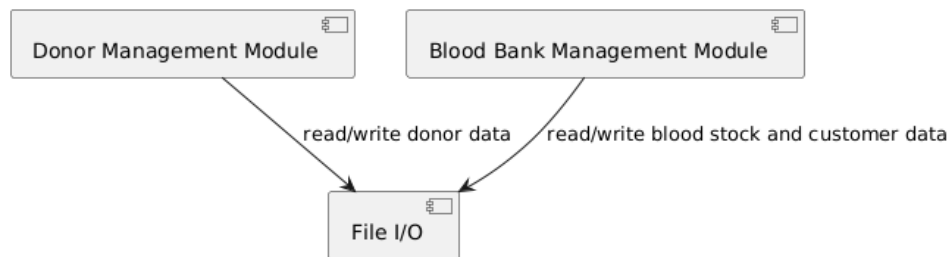 Donor Management Module
Blood Bank Management Module
read/write donor data
read/write blood stock and customer data
File I/O